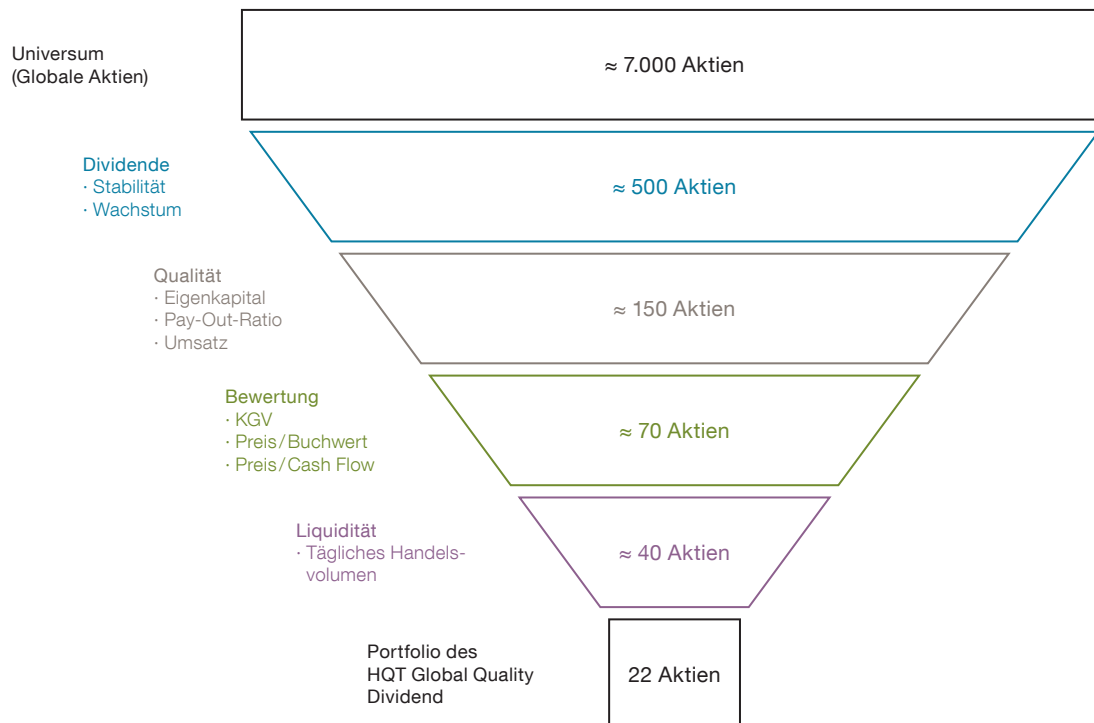 Universum
(Globale Aktien)
≈ 7.000 Aktien
Dividende
· Stabilität
· Wachstum
≈ 500 Aktien
Qualität
· Eigenkapital
· Pay-Out-Ratio
· Umsatz
≈ 150 Aktien
Bewertung
· KGV
· Preis/Buchwert
· Preis/Cash Flow
≈ 70 Aktien
Liquidität
· Tägliches Handels-
volumen
≈ 40 Aktien
Portfolio des
HQT Global Quality
Dividend
22 Aktien